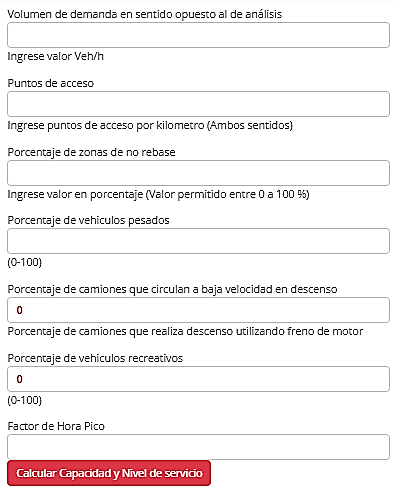 Volumen de demanda en sentido opuesto al de análisis
Ingrese valor Veh/h
Puntos de acceso
Ingrese puntos de acceso por kilometro (Ambos sentidos)
Porcentaje de zonas de no rebase
Ingrese valor en porcentaje (Valor permitido entre 0 a 100 %)
Porcentaje de vehiculos pesados
(0-100)
Porcentaje de camiones que circulan a baja velocidad en descenso
0
Porcentaje de camiones que realiza descenso utilizando freno de motor
Porcentaje de vehiculos recreativos
0
(0-100)
Factor de Hora Pico
Calcular Capacidad y Nivel de servicio